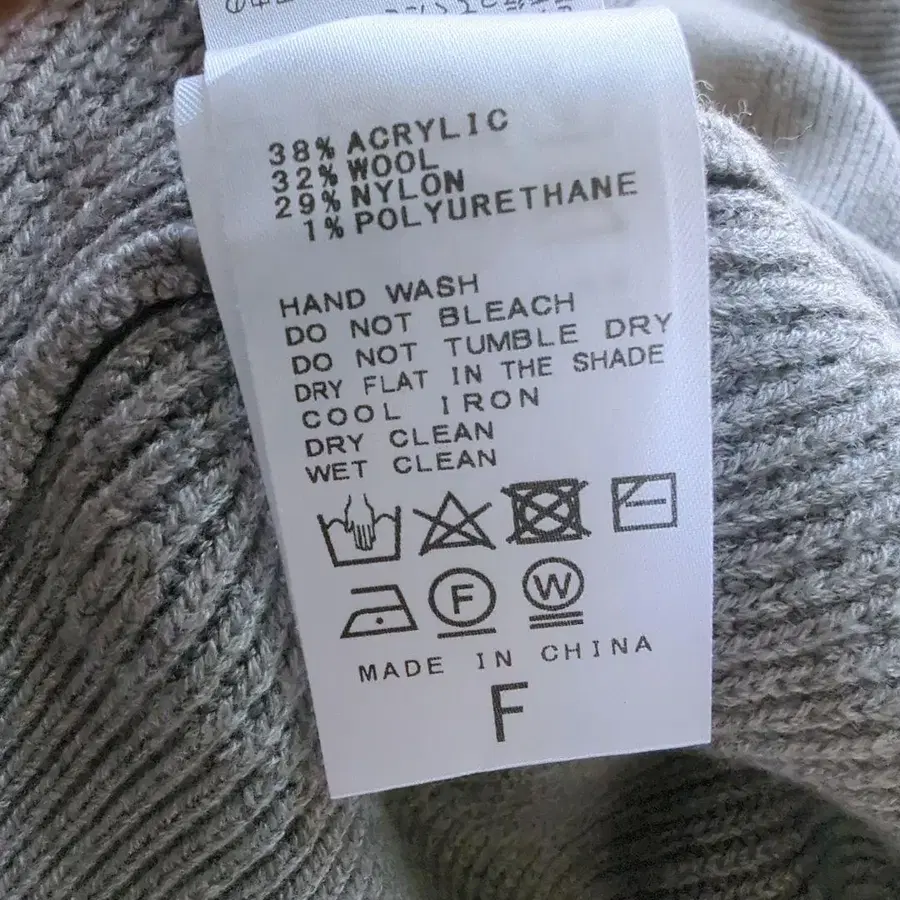 38% ACRYLIC
32% WOOL
29% NYLON
1% POLYURETHANE
HAND WASH
DO NOT BLEACH
DO NOT TUMBLE DRY
DRY FLAT IN THE SHADE
COOL IRON
DRY CLEAN
WET CLEAN
F W
MADE IN CHINA
F